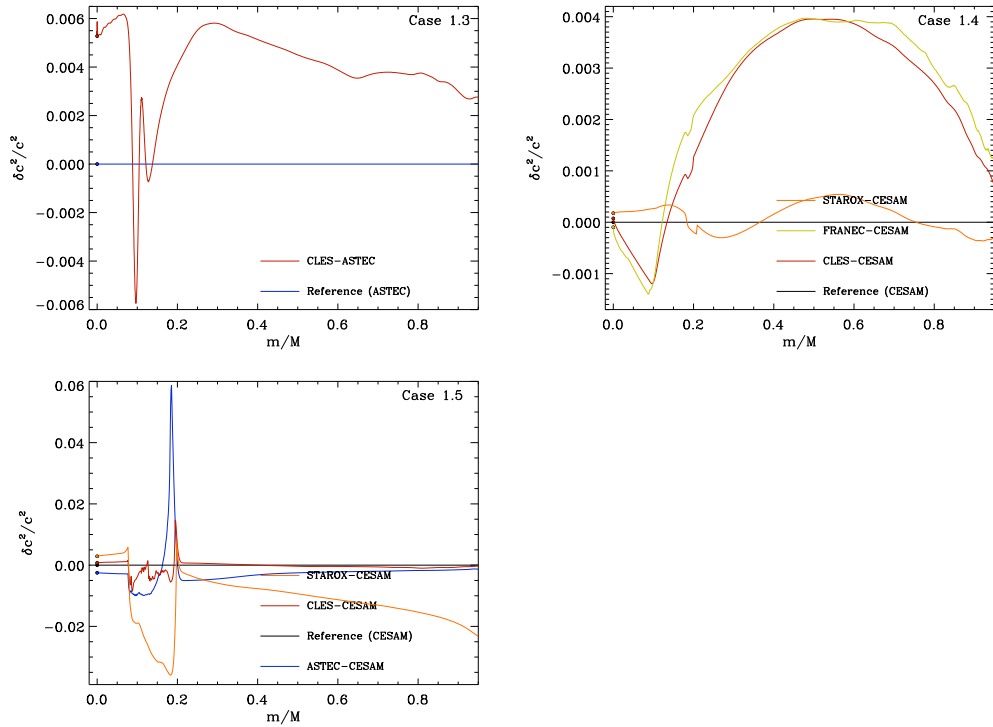 Case 1.3
0.006
0.004
0.002
0.000
−0.002
−0.004
−0.006
δc²/c²
CLES−ASTEC
Reference (ASTEC)
0.0 0.2 0.4 0.6 0.8
m/M
Case 1.4
0.004
0.003
0.002
0.001
0.000
−0.001
δc²/c²
STAROX−CESAM
FRANEC−CESAM
CLES−CESAM
Reference (CESAM)
0.0 0.2 0.4 0.6 0.8
m/M
Case 1.5
0.06
0.04
0.02
0.00
−0.02
δc²/c²
STAROX−CESAM
CLES−CESAM
Reference (CESAM)
ASTEC−CESAM
0.0 0.2 0.4 0.6 0.8
m/M